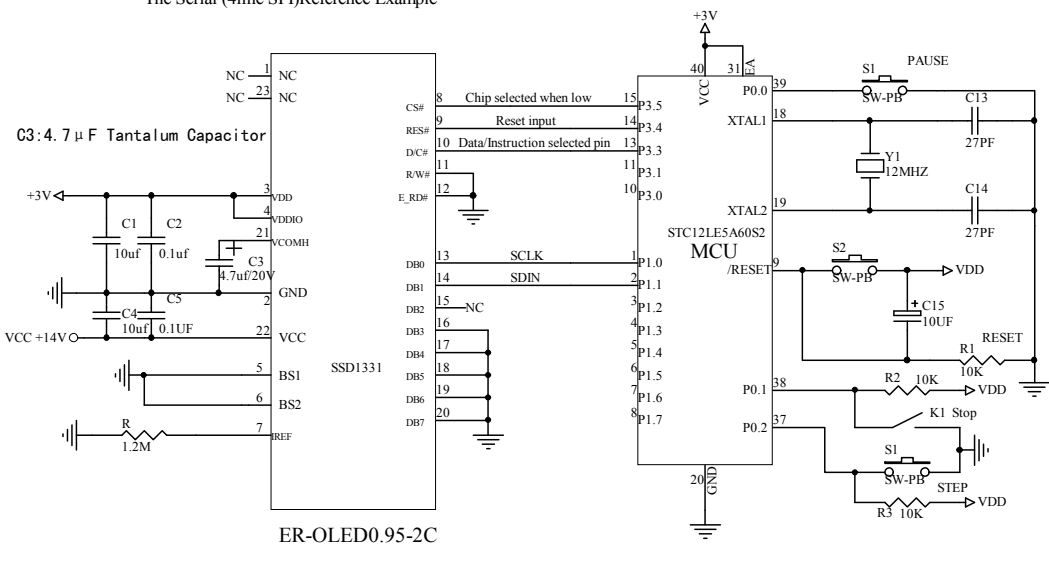 The Serial (4line SPI)Reference Example
NC 1 NC
NC 23 NC
C3:4.7μF Tantalum Capacitor
+3V
3 VDD
4 VDDIO
21 VCOMH
C1
10uf
C2
0.1uf
C3
4.7uf/20V
2 GND
C4
10uf
C5
0.1UF
VCC +14V
22 VCC
5 BS1
6 BS2
7 IREF
R
1.2M
SSD1331
ER-OLED0.95-2C
CS# 8 Chip selected when low 15 P3.5
RES# 9 Reset input 14 P3.4
D/C# 10 Data/Instruction selected pin 13 P3.3
R/W# 11
E_RD# 12
11 P3.1
10 P3.0
DB0 13 SCLK 1 P1.0
DB1 14 SDIN 2 P1.1
DB2 15 NC
DB3 16
DB4 17
DB5 18
DB6 19
DB7 20
3 P1.2
4 P1.3
5 P1.4
6 P1.5
7 P1.6
8 P1.7
+3V
40 VCC
31 EA
STC12LE5A60S2
MCU
20 GND
P0.0 39
S1
SW-PB
PAUSE
XTAL1 18
C13
27PF
Y1
12MHZ
XTAL2 19
C14
27PF
/RESET 9
S2
SW-PB
VDD
C15
10UF
+
RESET
R1
10K
P0.1 38
R2 10K
VDD
K1 Stop
P0.2 37
S1
SW-PB
STEP
R3 10K
VDD